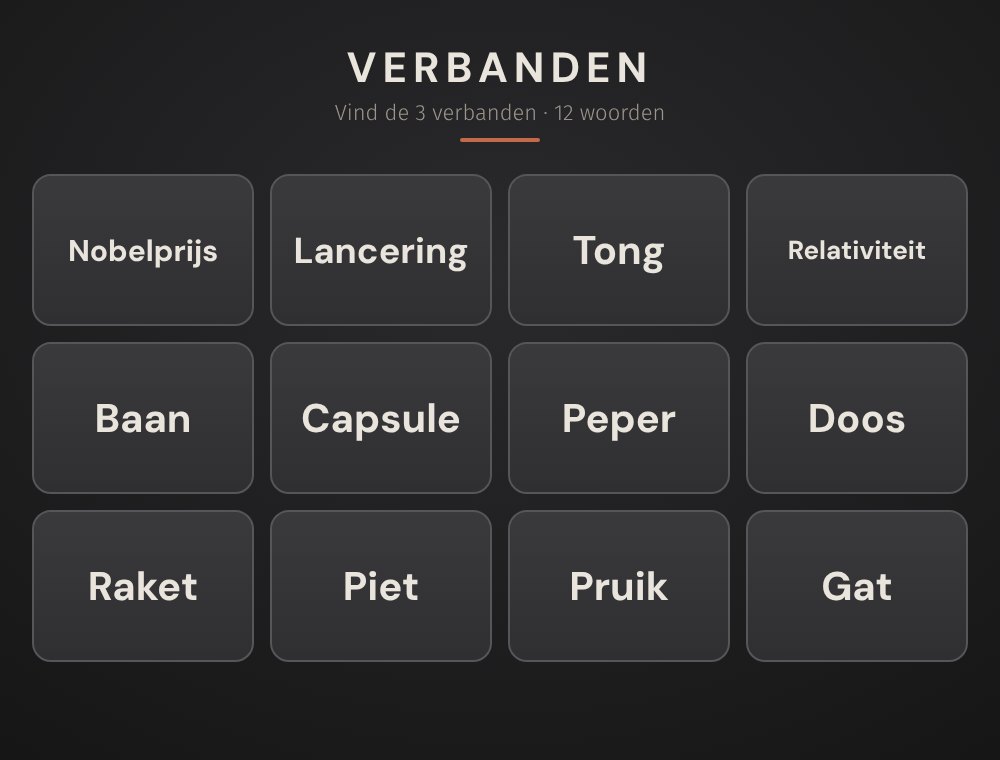 VERBANDEN
Vind de 3 verbanden · 12 woorden
Nobelprijs Lancering Tong Relativiteit
Baan Capsule Peper Doos
Raket Piet Pruik Gat